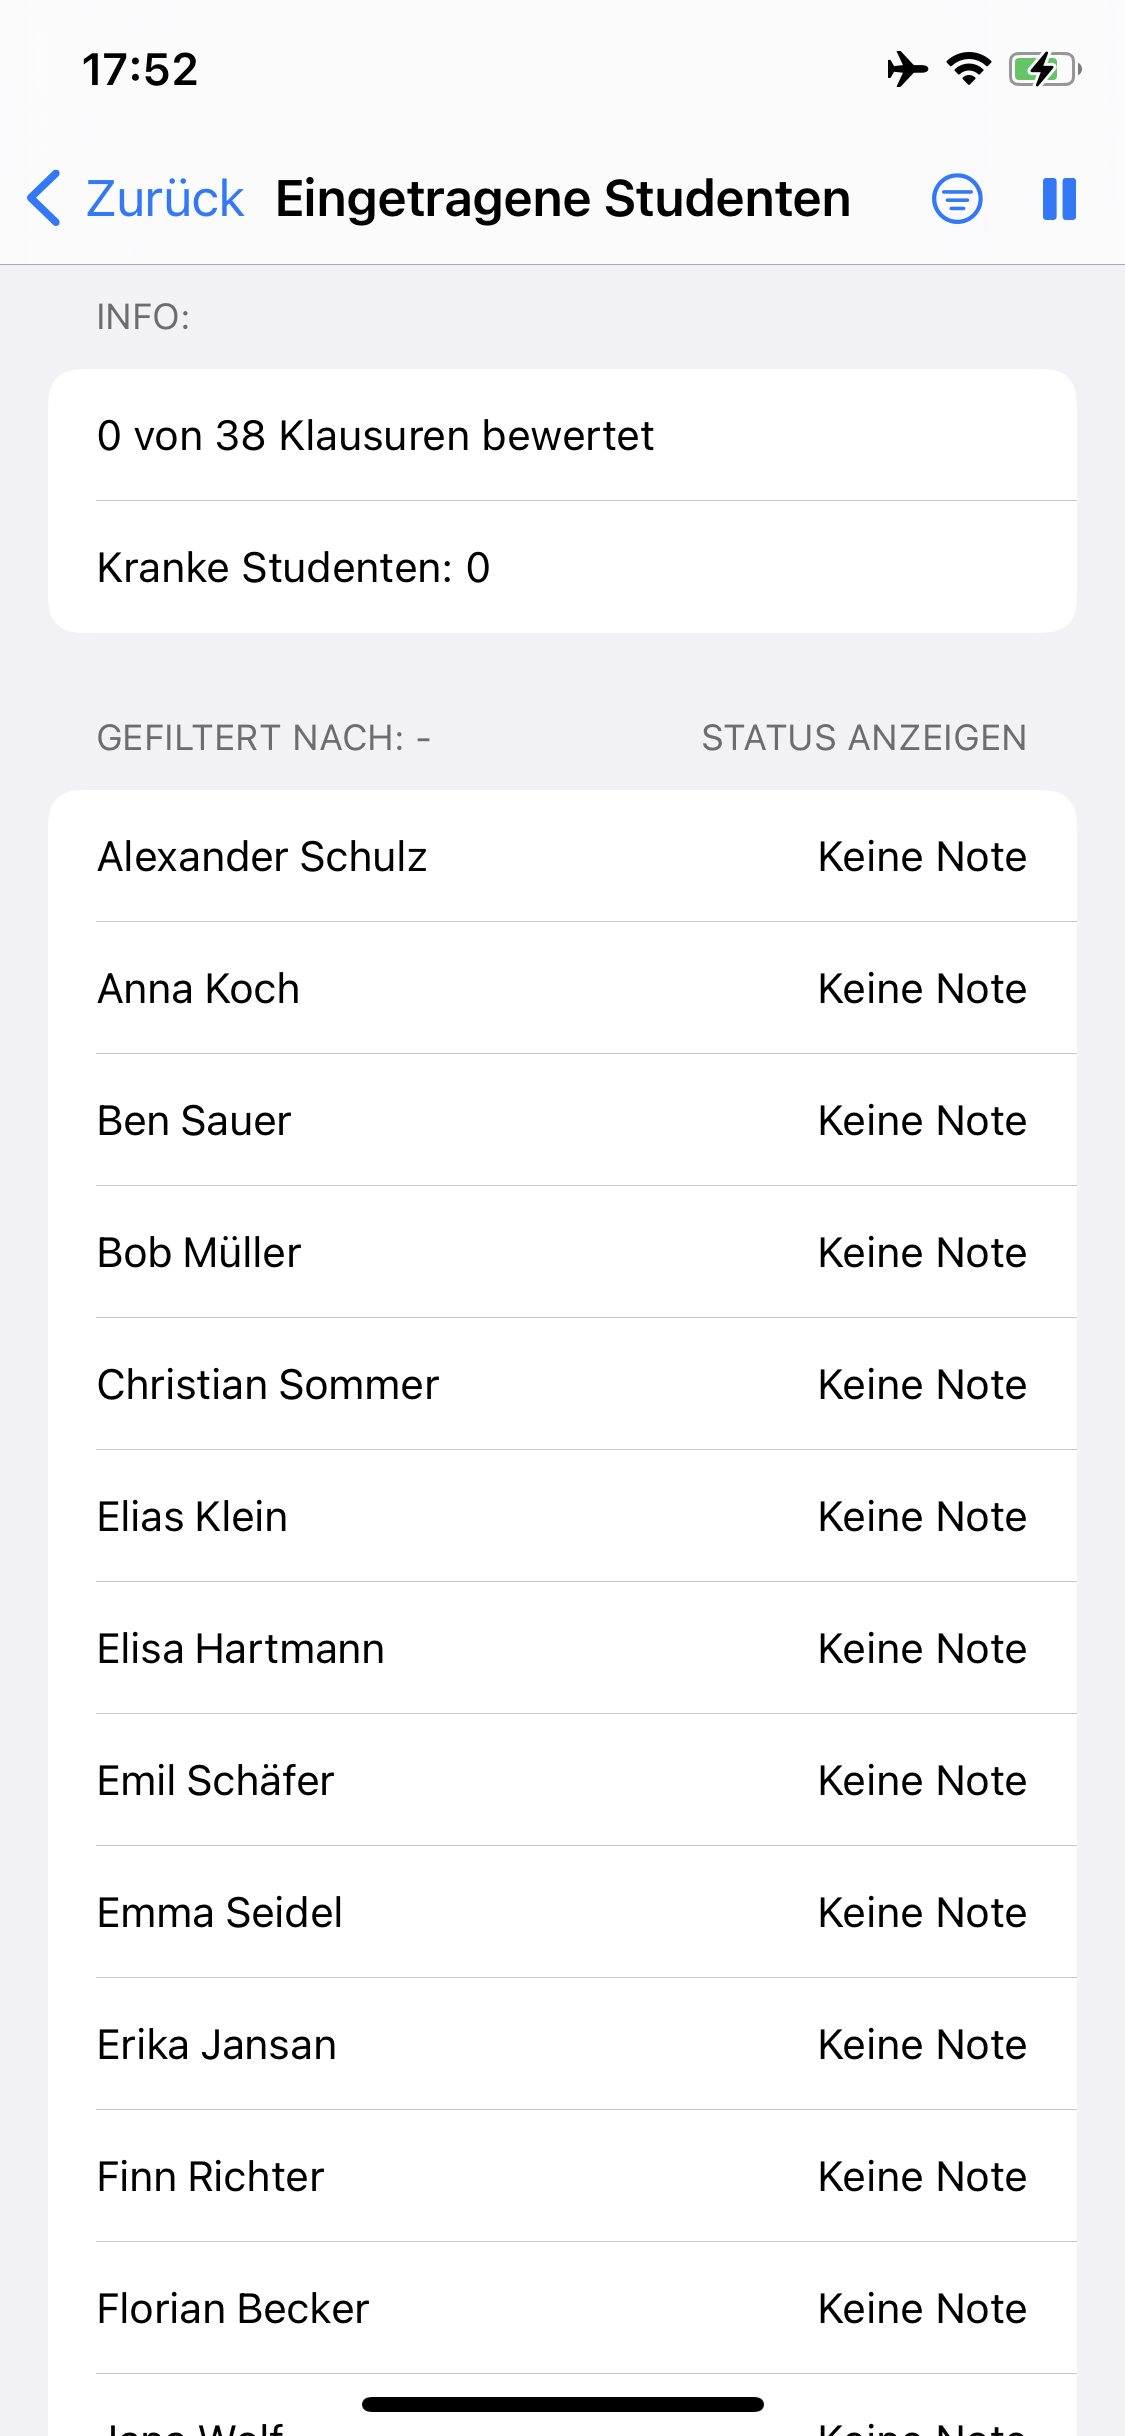 17:52
Zurück Eingetragene Studenten
INFO:
0 von 38 Klausuren bewertet
Kranke Studenten: 0
GEFILTERT NACH: - STATUS ANZEIGEN
Alexander Schulz Keine Note
Anna Koch Keine Note
Ben Sauer Keine Note
Bob Müller Keine Note
Christian Sommer Keine Note
Elias Klein Keine Note
Elisa Hartmann Keine Note
Emil Schäfer Keine Note
Emma Seidel Keine Note
Erika Jansan Keine Note
Finn Richter Keine Note
Florian Becker Keine Note
Wolf Keine Note